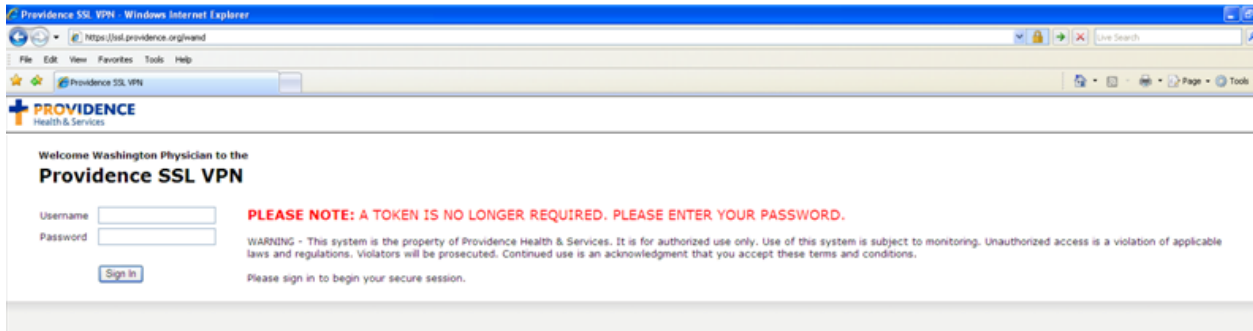 Providence SSL VPN - Windows Internet Explorer
https://ssl.providence.org/wamd
Live Search
File Edit View Favorites Tools Help
Providence SSL VPN
Page Tools
PROVIDENCE
Health & Services
Welcome Washington Physician to the
Providence SSL VPN
Username
PLEASE NOTE: A TOKEN IS NO LONGER REQUIRED. PLEASE ENTER YOUR PASSWORD.
Password
WARNING - This system is the property of Providence Health & Services. It is for authorized use only. Use of this system is subject to monitoring. Unauthorized access is a violation of applicable
laws and regulations. Violators will be prosecuted. Continued use is an acknowledgment that you accept these terms and conditions.
Sign In
Please sign in to begin your secure session.